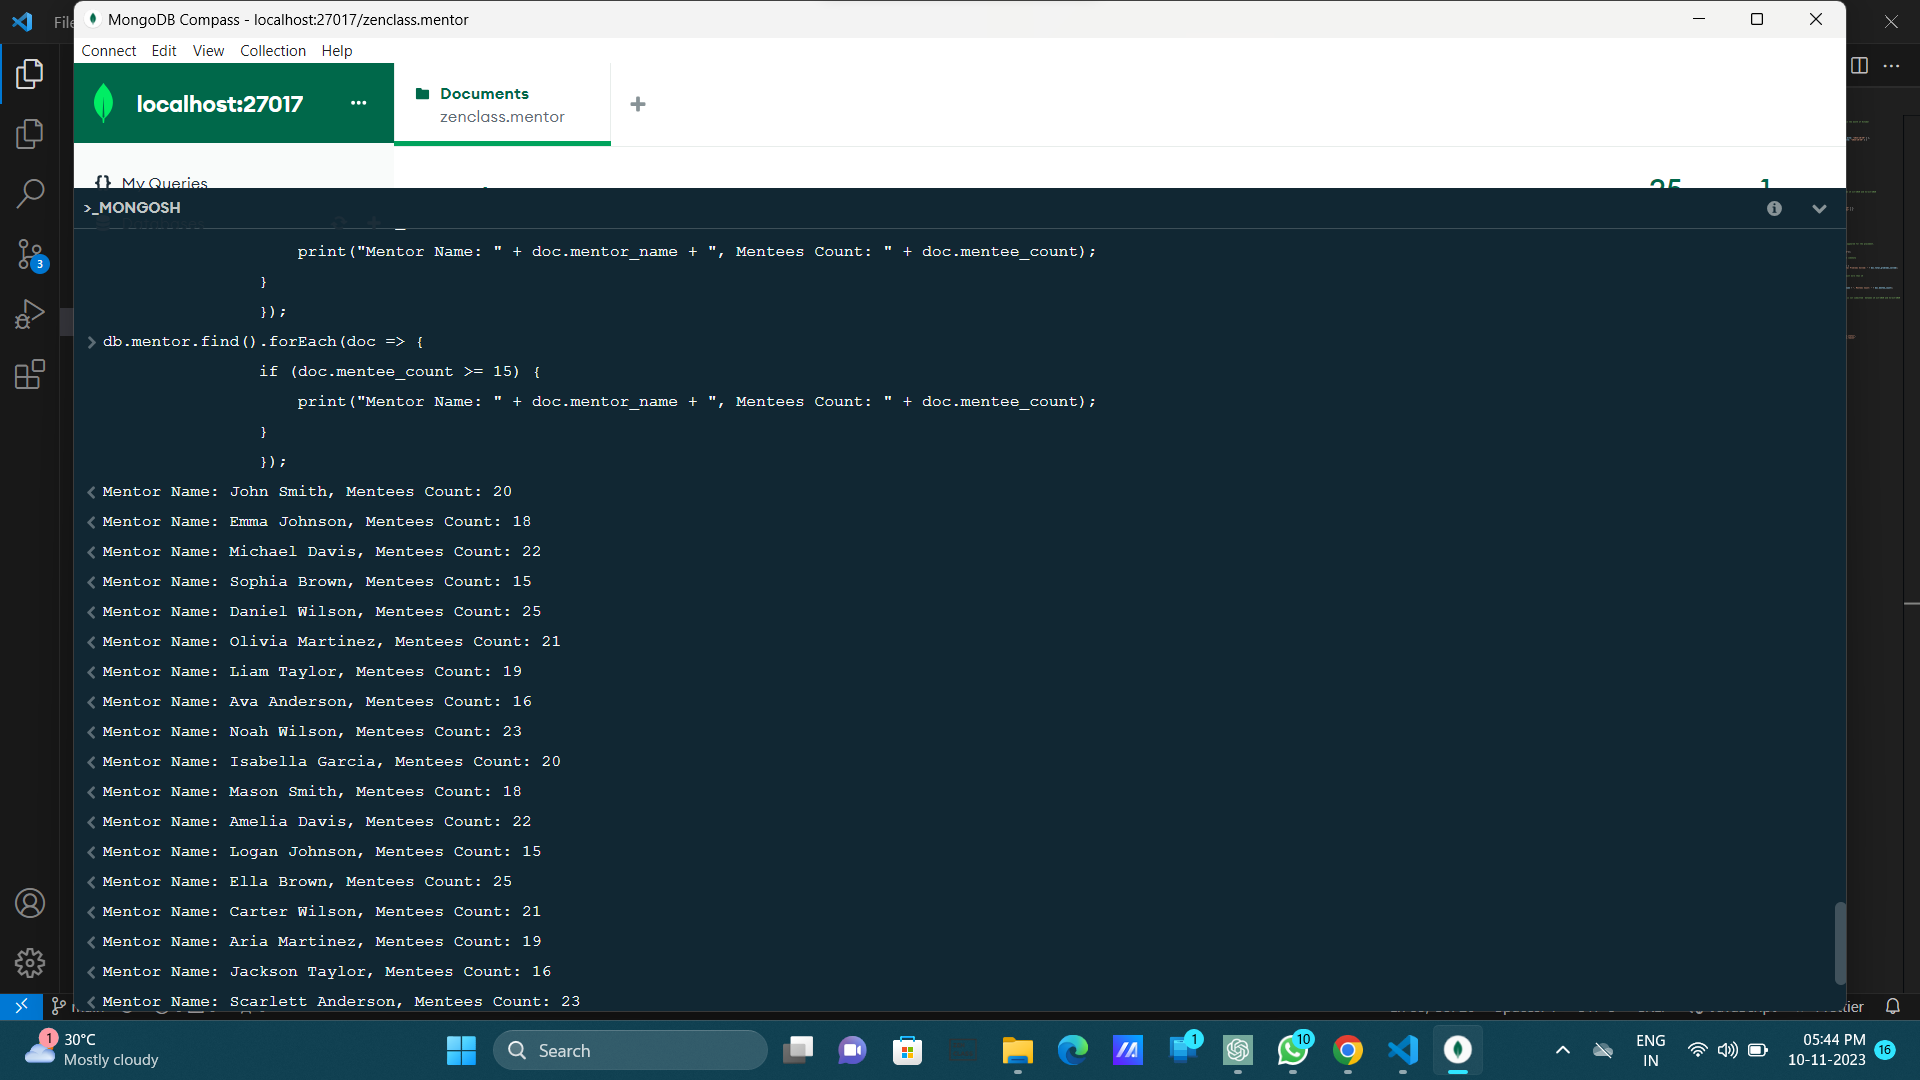 File
MongoDB Compass - localhost:27017/zenclass.mentor
Connect Edit View Collection Help
localhost:27017 ...
Documents
zenclass.mentor
+
{} My Queries
25 1
>_MONGOSH
print("Mentor Name: " + doc.mentor_name + ", Mentees Count: " + doc.mentee_count);
}
});
> db.mentor.find().forEach(doc => {
if (doc.mentee_count >= 15) {
print("Mentor Name: " + doc.mentor_name + ", Mentees Count: " + doc.mentee_count);
}
});
< Mentor Name: John Smith, Mentees Count: 20
< Mentor Name: Emma Johnson, Mentees Count: 18
< Mentor Name: Michael Davis, Mentees Count: 22
< Mentor Name: Sophia Brown, Mentees Count: 15
< Mentor Name: Daniel Wilson, Mentees Count: 25
< Mentor Name: Olivia Martinez, Mentees Count: 21
< Mentor Name: Liam Taylor, Mentees Count: 19
< Mentor Name: Ava Anderson, Mentees Count: 16
< Mentor Name: Noah Wilson, Mentees Count: 23
< Mentor Name: Isabella Garcia, Mentees Count: 20
< Mentor Name: Mason Smith, Mentees Count: 18
< Mentor Name: Amelia Davis, Mentees Count: 22
< Mentor Name: Logan Johnson, Mentees Count: 15
< Mentor Name: Ella Brown, Mentees Count: 25
< Mentor Name: Carter Wilson, Mentees Count: 21
< Mentor Name: Aria Martinez, Mentees Count: 19
< Mentor Name: Jackson Taylor, Mentees Count: 16
< Mentor Name: Scarlett Anderson, Mentees Count: 23
3
1
30°C
Mostly cloudy
Search
1
10
ENG
IN
05:44 PM
10-11-2023
16